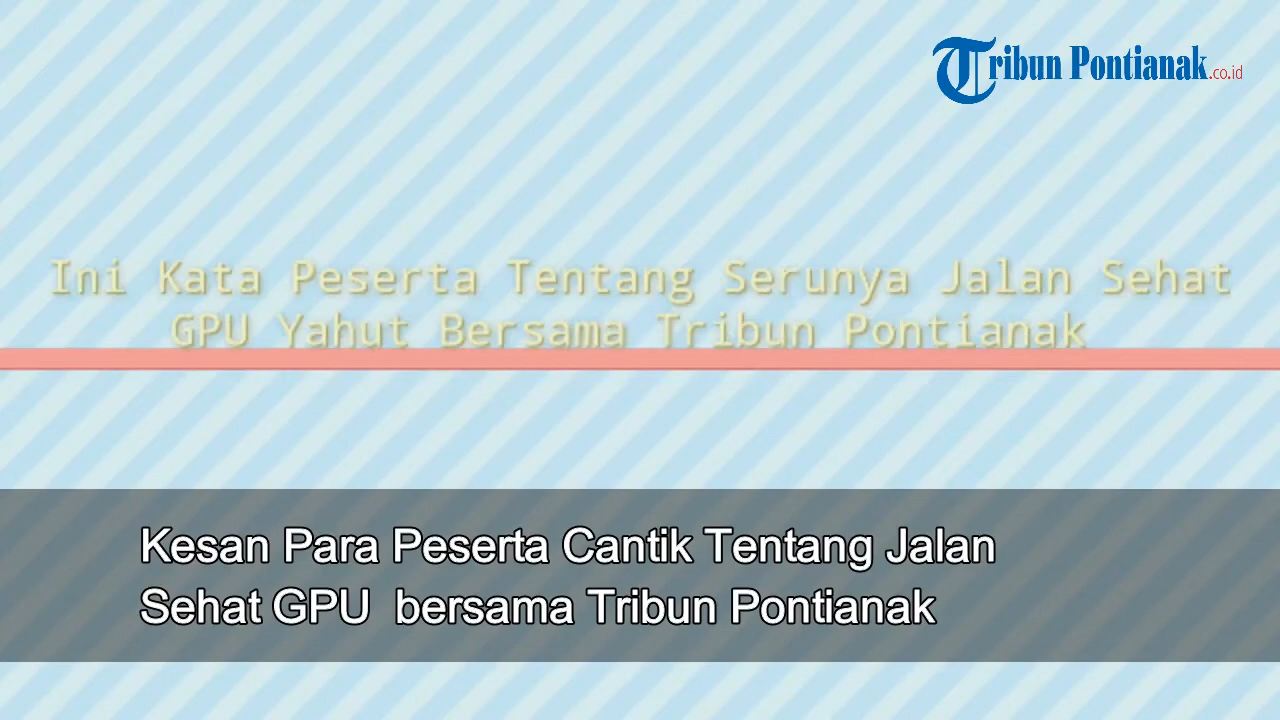 Tribun Pontianak.co.id
Ini Kata Peserta Tentang Serunya Jalan Sehat
GPU Yahut Bersama Tribun Pontianak
Kesan Para Peserta Cantik Tentang Jalan
Sehat GPU  bersama Tribun Pontianak